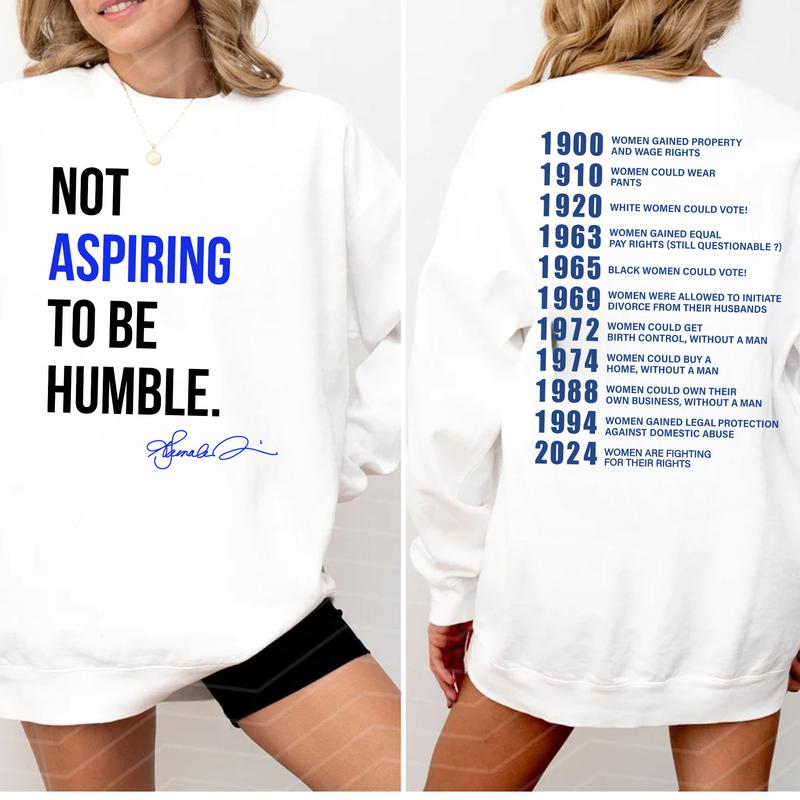 NOT
ASPIRING
TO BE
HUMBLE.
1900 WOMEN GAINED PROPERTY
AND WAGE RIGHTS
1910 WOMEN COULD WEAR
PANTS
1920 WHITE WOMEN COULD VOTE!
1963 WOMEN GAINED EQUAL
PAY RIGHTS (STILL QUESTIONABLE ?)
1965 BLACK WOMEN COULD VOTE!
1969 WOMEN WERE ALLOWED TO INITIATE
DIVORCE FROM THEIR HUSBANDS
1972 WOMEN COULD GET
BIRTH CONTROL, WITHOUT A MAN
1974 WOMEN COULD BUY A
HOME, WITHOUT A MAN
1988 WOMEN COULD OWN THEIR
OWN BUSINESS, WITHOUT A MAN
1994 WOMEN GAINED LEGAL PROTECTION
AGAINST DOMESTIC ABUSE
2024 WOMEN ARE FIGHTING
FOR THEIR RIGHTS